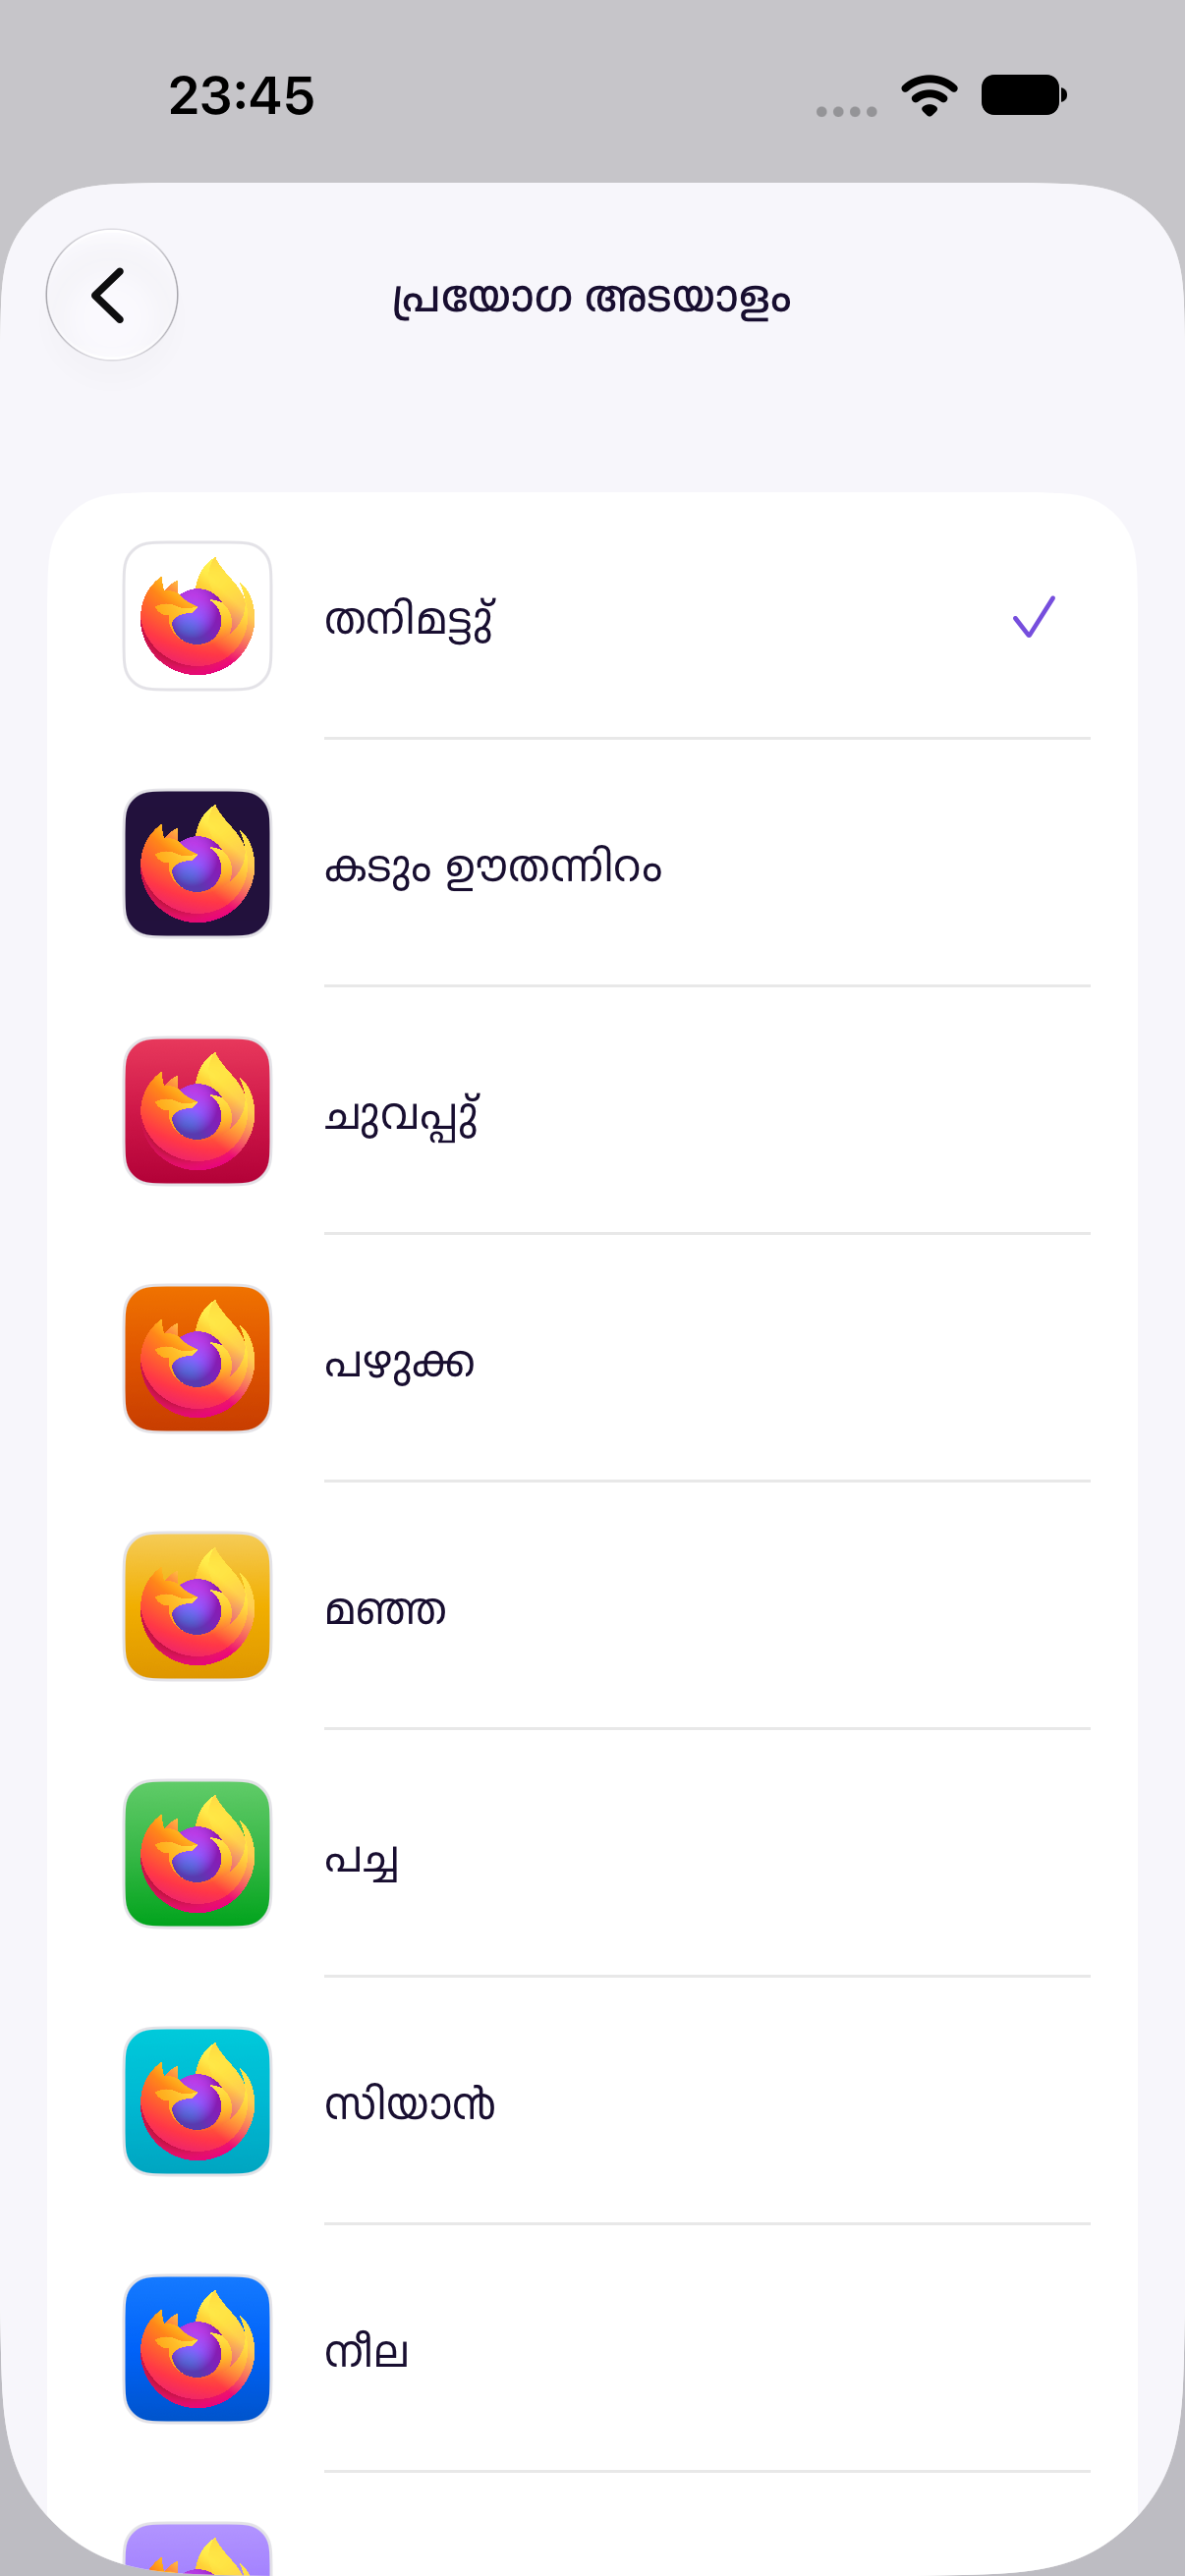 23:45
പ്രയോഗ അടയാളം
തനിമട്ടു്
കടും ഊതന്നിറം
ചുവപ്പു്
പഴുക്ക
മഞ്ഞ
പച്ച
സിയാൻ
നീല